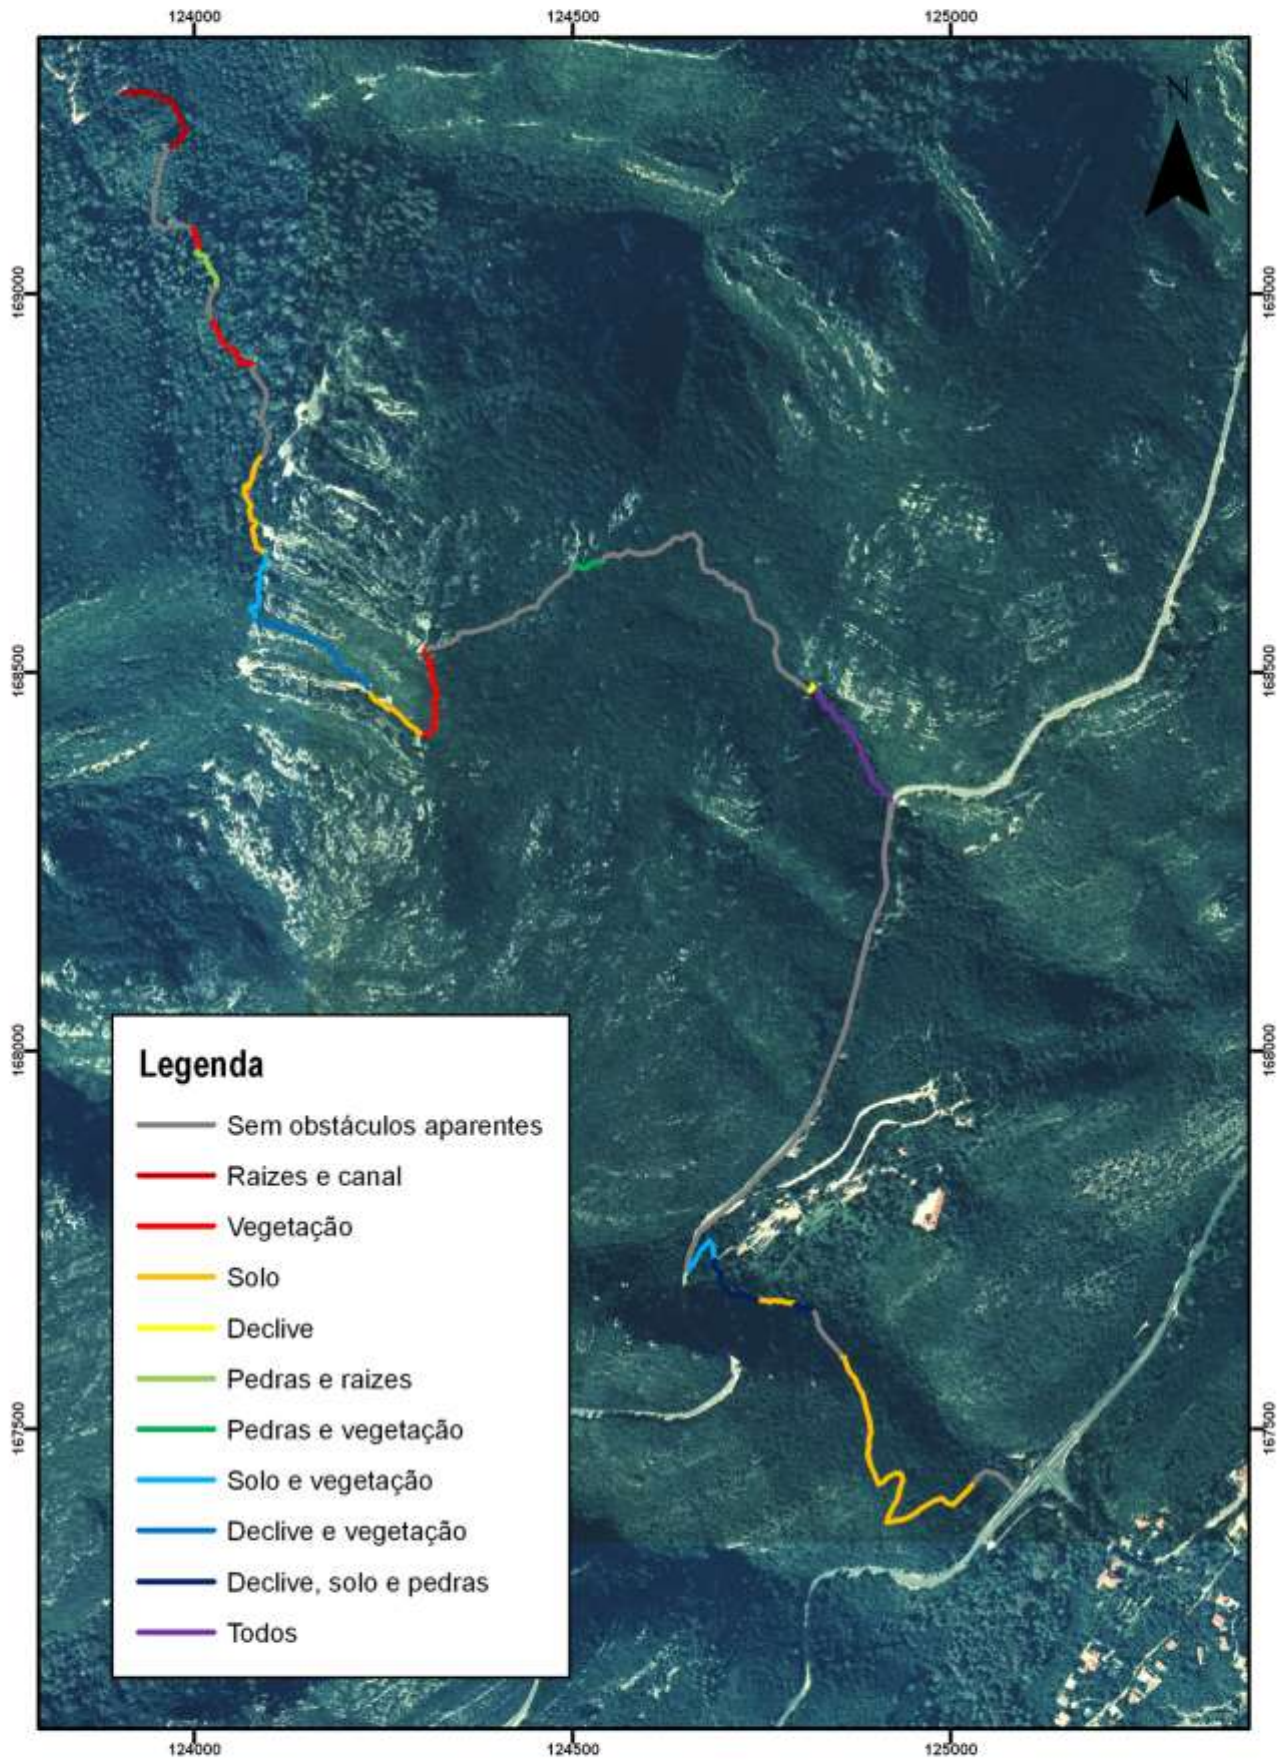 124000
124500
125000
N
169000
169000
168500
168500
168000
168000
Legenda
Sem obstáculos aparentes
Raizes e canal
Vegetação
Solo
Declive
Pedras e raizes
Pedras e vegetação
Solo e vegetação
Declive e vegetação
Declive, solo e pedras
Todos
167500
167500
124000
124500
125000